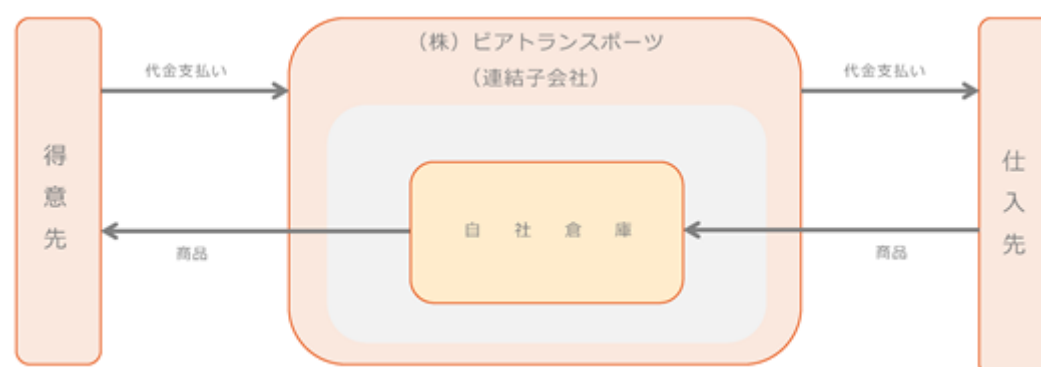 （株）ビアトランスポーツ
（連結子会社）
代金支払い
代金支払い
得意先
仕入先
自社倉庫
商品
商品